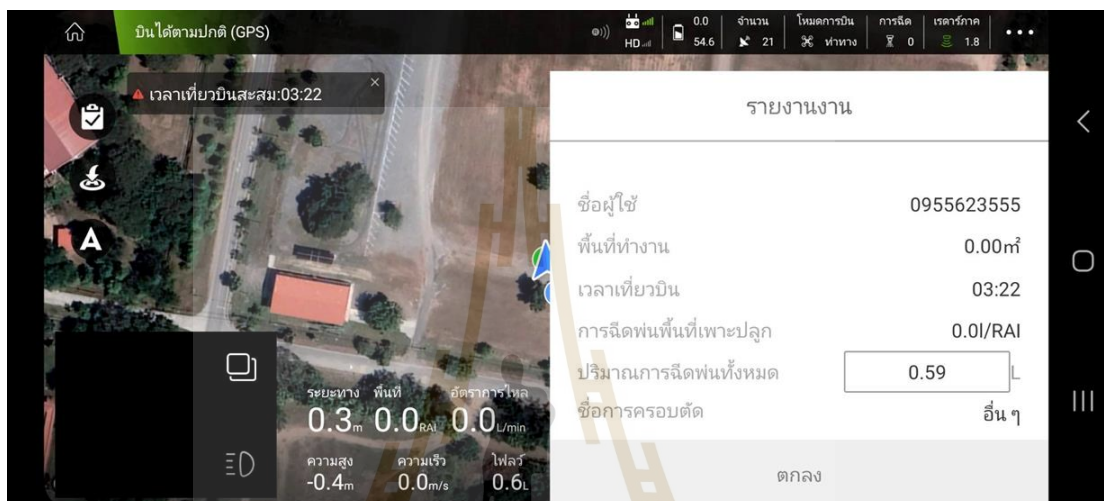 บินได้ตามปกติ (GPS)
HD
0.0
54.6
จำนวน
21
โหมดการบิน
ท่าทาง
การฉีด
0
เรดาร์ภาค
1.8
เวลาเที่ยวบินสะสม:03:22
รายงานงาน
ชื่อผู้ใช้ 0955623555
พื้นที่ทำงาน 0.00㎡
เวลาเที่ยวบิน 03:22
การฉีดพ่นพื้นที่เพาะปลูก 0.0l/RAI
ปริมาณการฉีดพ่นทั้งหมด 0.59 L
ชื่อการครอบตัด อื่น ๆ
ตกลง
ระยะทาง พื้นที่ อัตราการไหล
0.3m 0.0RAI 0.0L/min
ความสูง ความเร็ว โฟลว์
-0.4m 0.0m/s 0.6L
A